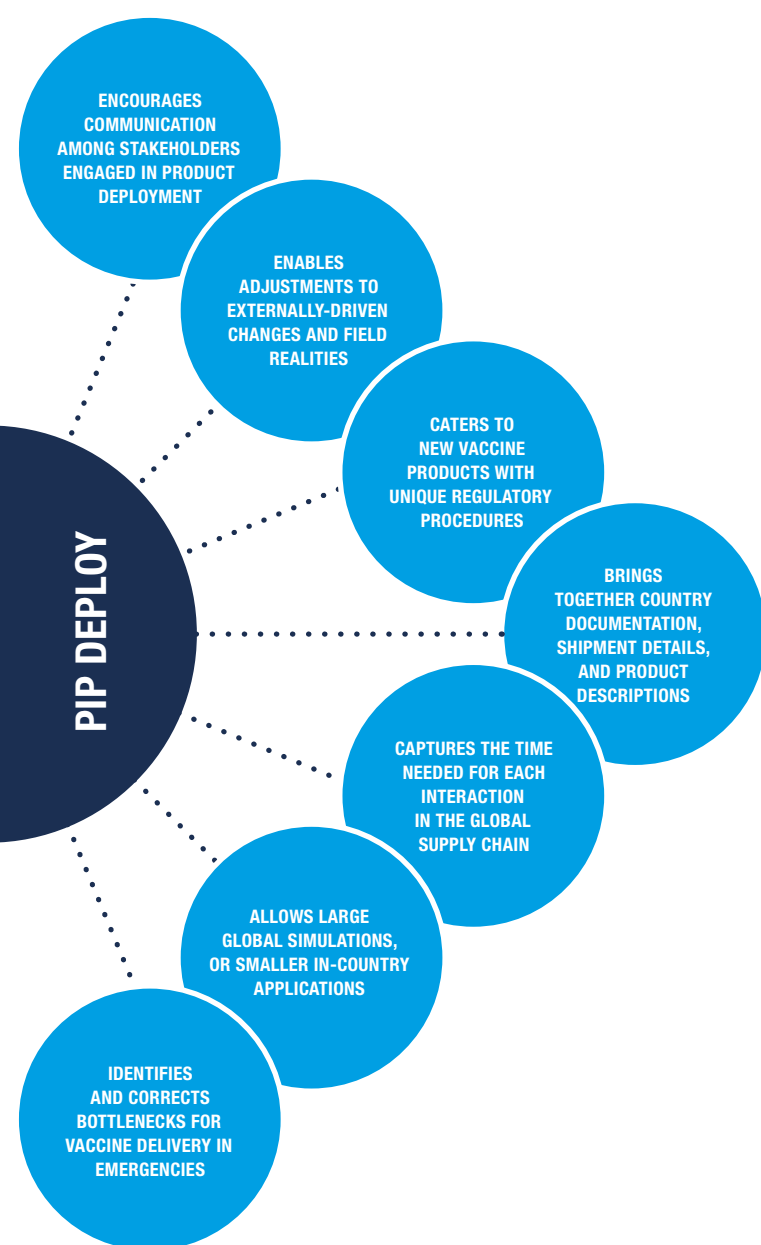 ENCOURAGES
COMMUNICATION
AMONG STAKEHOLDERS
ENGAGED IN PRODUCT
DEPLOYMENT
ENABLES
ADJUSTMENTS TO
EXTERNALLY-DRIVEN
CHANGES AND FIELD
REALITIES
CATERS TO
NEW VACCINE
PRODUCTS WITH
UNIQUE REGULATORY
PROCEDURES
PIP DEPLOY
BRINGS
TOGETHER COUNTRY
DOCUMENTATION,
SHIPMENT DETAILS,
AND PRODUCT
DESCRIPTIONS
CAPTURES THE TIME
NEEDED FOR EACH
INTERACTION
IN THE GLOBAL
SUPPLY CHAIN
ALLOWS LARGE
GLOBAL SIMULATIONS,
OR SMALLER IN-COUNTRY
APPLICATIONS
IDENTIFIES
AND CORRECTS
BOTTLENECKS FOR
VACCINE DELIVERY IN
EMERGENCIES